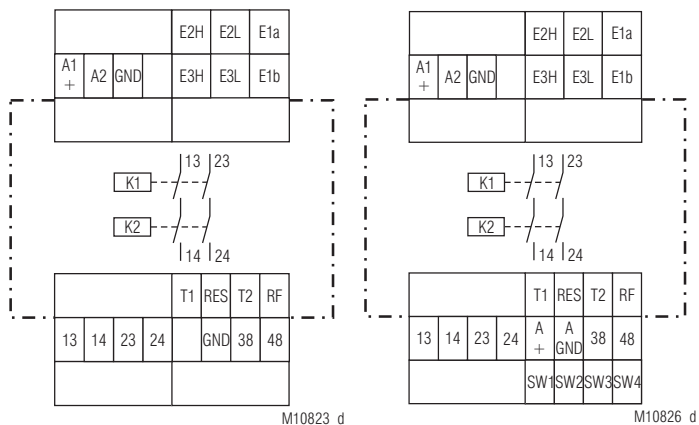 E2H E2L E1a
A1 + A2 GND E3H E3L E1b
13 23
K1
K2
14 24
T1 RES T2 RF
13 14 23 24 GND 38 48
M10823_d
E2H E2L E1a
A1 + A2 GND E3H E3L E1b
13 23
K1
K2
14 24
T1 RES T2 RF
13 14 23 24 A + A GND 38 48
SW1 SW2 SW3 SW4
M10826_d